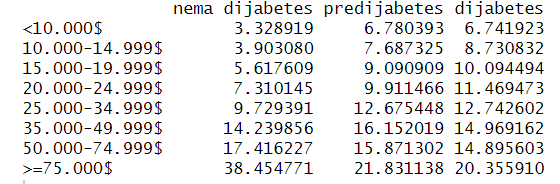 nema dijabetes predijabetes dijabetes
<10.000$ 3.328919 6.780393 6.741923
10.000-14.999$ 3.903080 7.687325 8.730832
15.000-19.999$ 5.617609 9.090909 10.094494
20.000-24.999$ 7.310145 9.911466 11.469473
25.000-34.999$ 9.729391 12.675448 12.742602
35.000-49.999$ 14.239856 16.152019 14.969162
50.000-74.999$ 17.416227 15.871302 14.895603
>=75.000$ 38.454771 21.831138 20.355910